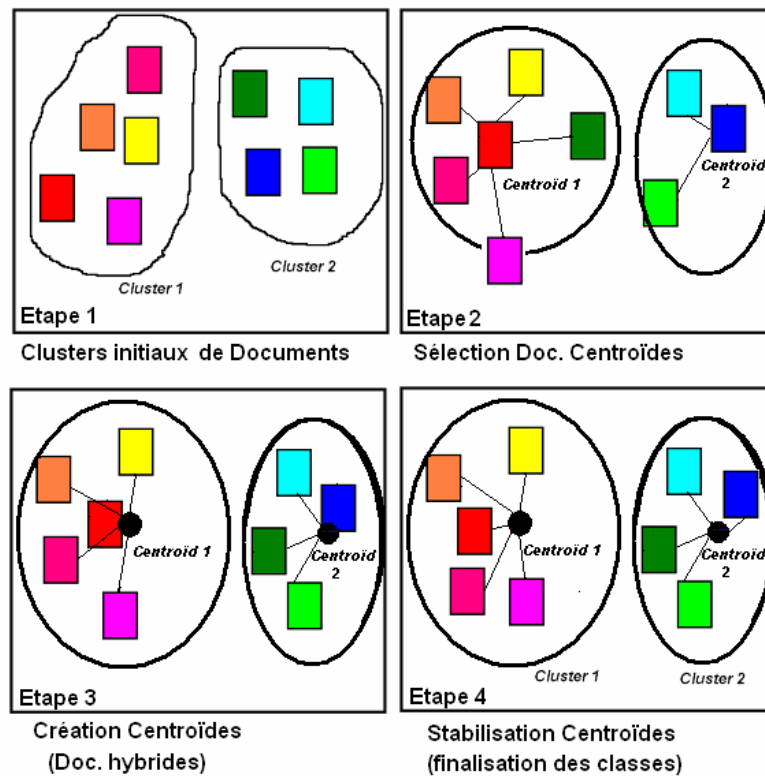 Cluster 1
Cluster 2
Etape 1
Clusters initiaux de Documents
Centroïd 1
Centroïd
2
Etape 2
Sélection Doc. Centroïdes
Centroïd 1
Centroïd
2
Etape 3
Création Centroïdes
(Doc. hybrides)
Centroïd 1
Centroïd
2
Cluster 1
Cluster 2
Etape 4
Stabilisation Centroïdes
(finalisation des classes)